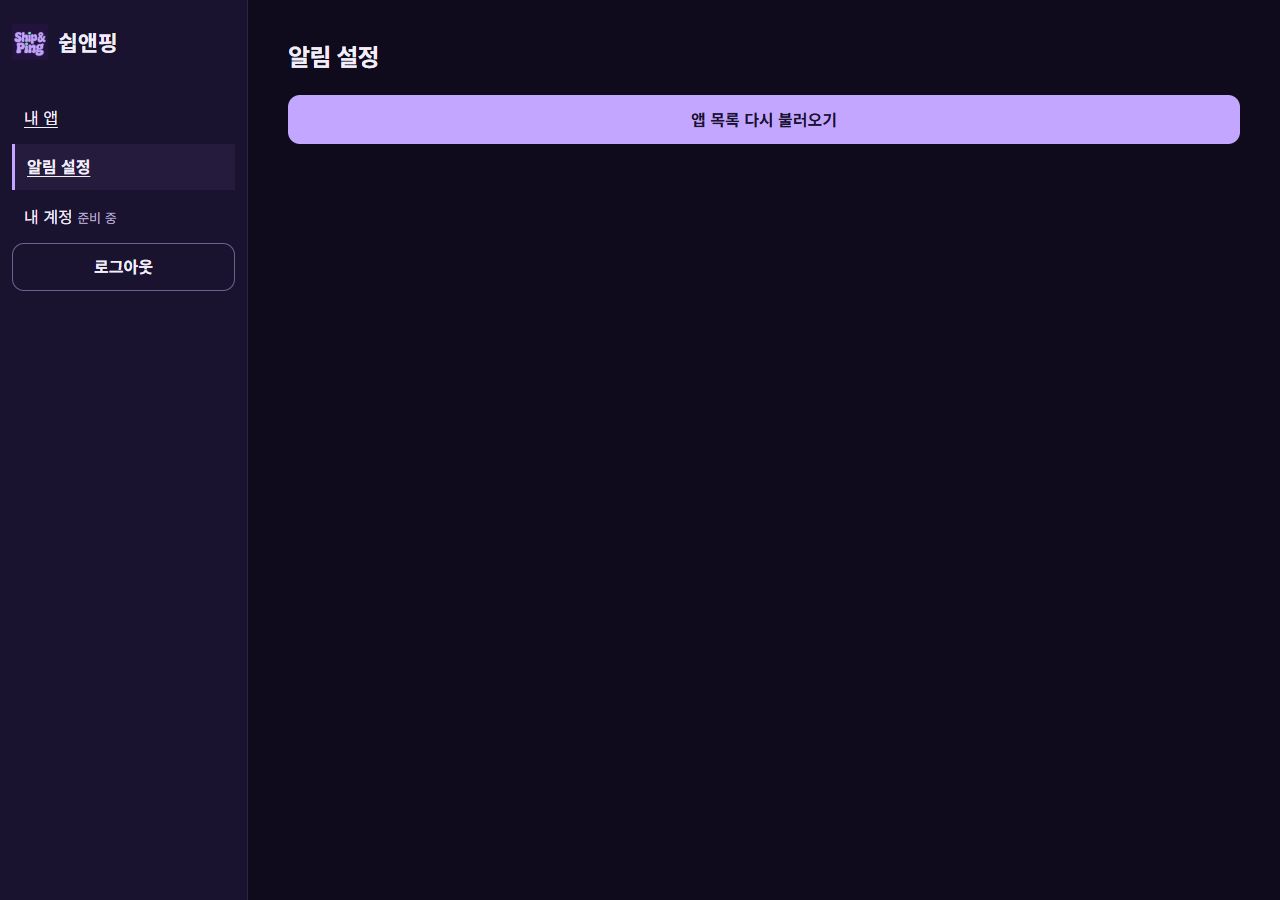 Ship&
Ping
쉽앤핑
내 앱
알림 설정
내 계정 준비 중
로그아웃
알림 설정
앱 목록 다시 불러오기